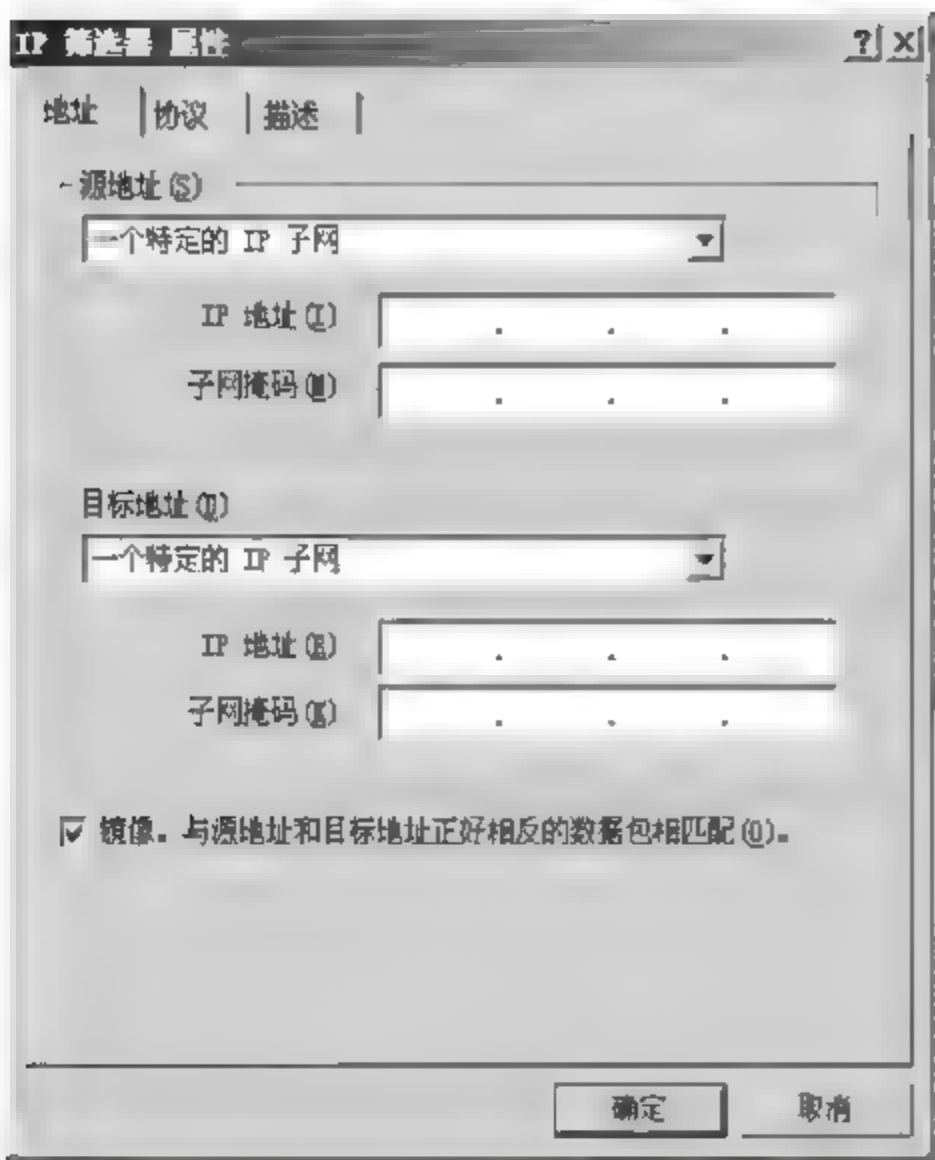 IP 筛选器 属性
地址 协议 描述
源地址(S)
一个特定的 IP 子网
IP 地址(I)
子网掩码(M)
目标地址(D)
一个特定的 IP 子网
IP 地址(R)
子网掩码(K)
镜像。与源地址和目标地址正好相反的数据包相匹配(O)。
确定 取消